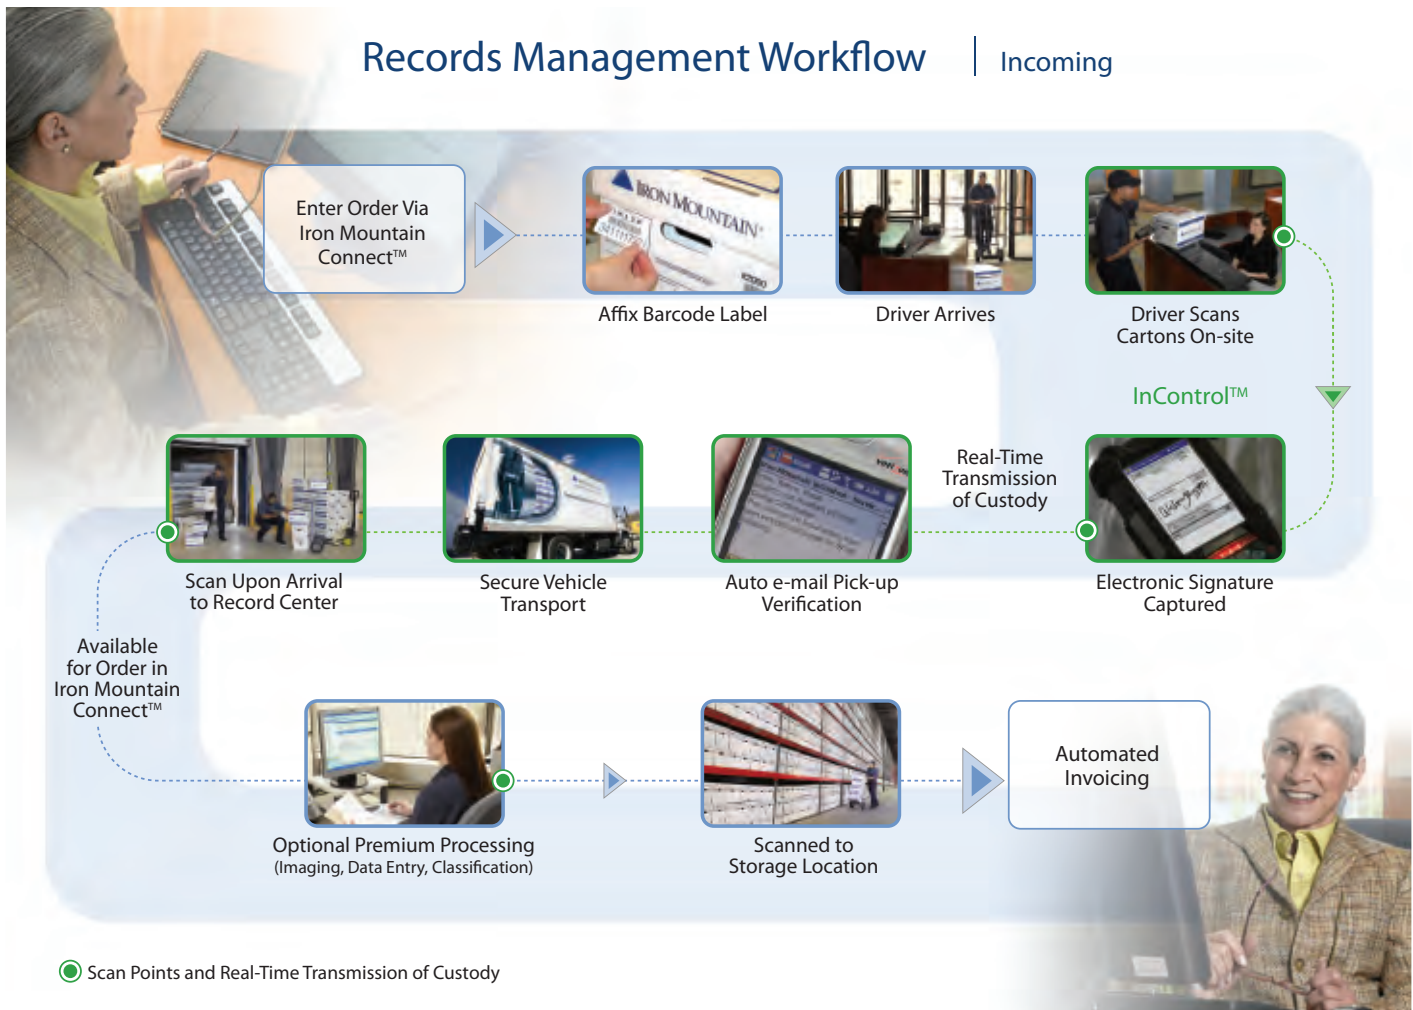 Records Management Workflow | Incoming
Enter Order Via
Iron Mountain
Connect™
IRON MOUNTAIN®
Affix Barcode Label
Driver Arrives
Driver Scans
Cartons On-site
InControl™
Real-Time
Transmission
of Custody
Scan Upon Arrival
to Record Center
Secure Vehicle
Transport
Auto e-mail Pick-up
Verification
Electronic Signature
Captured
Available
for Order in
Iron Mountain
Connect™
Optional Premium Processing
(Imaging, Data Entry, Classification)
Scanned to
Storage Location
Automated
Invoicing
Scan Points and Real-Time Transmission of Custody